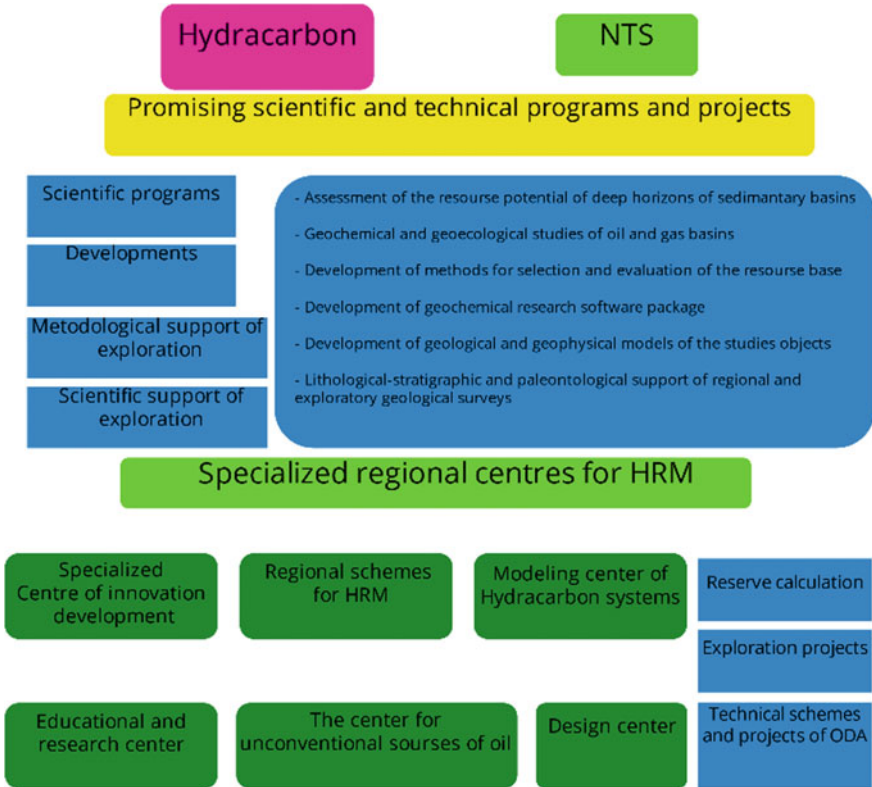 Hydracarbon
NTS
Promising scientific and technical programs and projects
Scientific programs
Developments
Metodological support of
exploration
Scientific support of
exploration
- Assessment of the resourse potential of deep horizons of sedimantary basins
- Geochemical and geoecological studies of oil and gas basins
- Development of methods for selection and evaluation of the resourse base
- Development of geochemical research software package
- Development of geological and geophysical models of the studies objects
- Lithological-stratigraphic and paleontological support of regional and
exploratory geological surveys
Specialized regional centres for HRM
Specialized
Centre of innovation
development
Regional schemes
for HRM
Modeling center of
Hydracarbon systems
Reserve calculation
Exploration projects
Educational and
research center
The center for
unconventional sourses of oil
Design center
Technical schemes
and projects of ODA